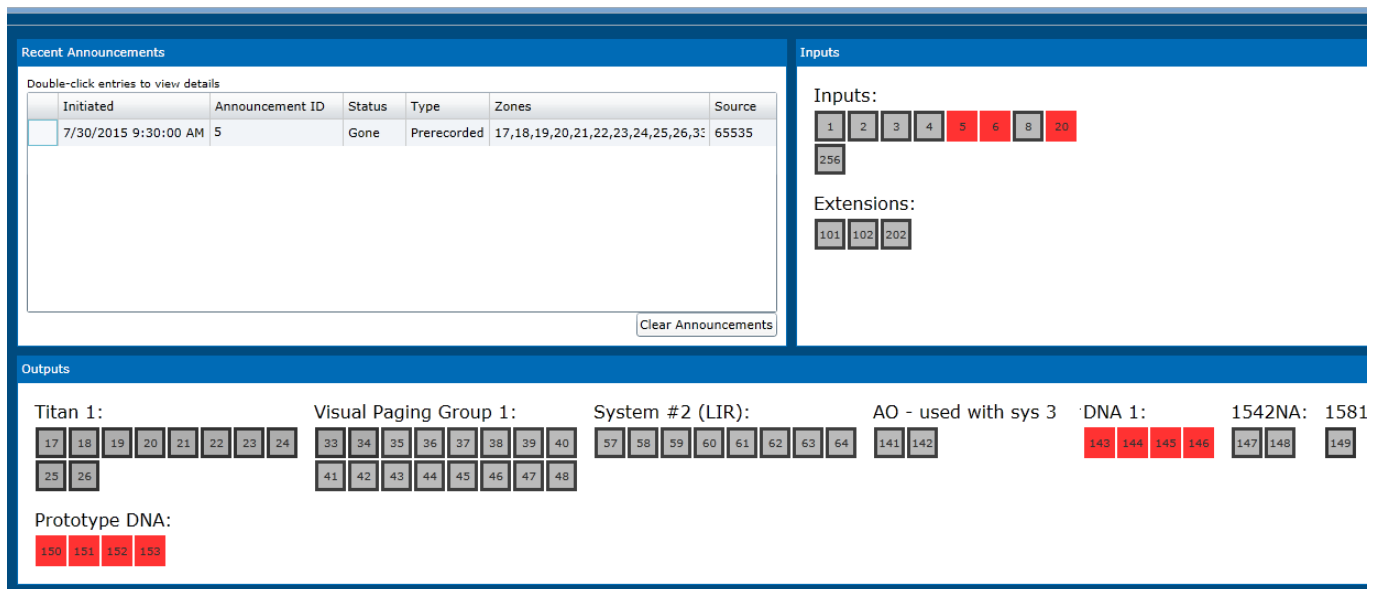 Recent Announcements
Double-click entries to view details
Initiated Announcement ID Status Type Zones Source
7/30/2015 9:30:00 AM 5 Gone Prerecorded 17,18,19,20,21,22,23,24,25,26,33 65535
Clear Announcements
Inputs
Inputs:
1 2 3 4 5 6 8 20
256
Extensions:
101 102 202
Outputs
Titan 1:
17 18 19 20 21 22 23 24
25 26
Visual Paging Group 1:
33 34 35 36 37 38 39 40
41 42 43 44 45 46 47 48
System #2 (LIR):
57 58 59 60 61 62 63 64
AO - used with sys 3
141 142
DNA 1:
143 144 145 146
1542NA:
147 148
1581
149
Prototype DNA:
150 151 152 153